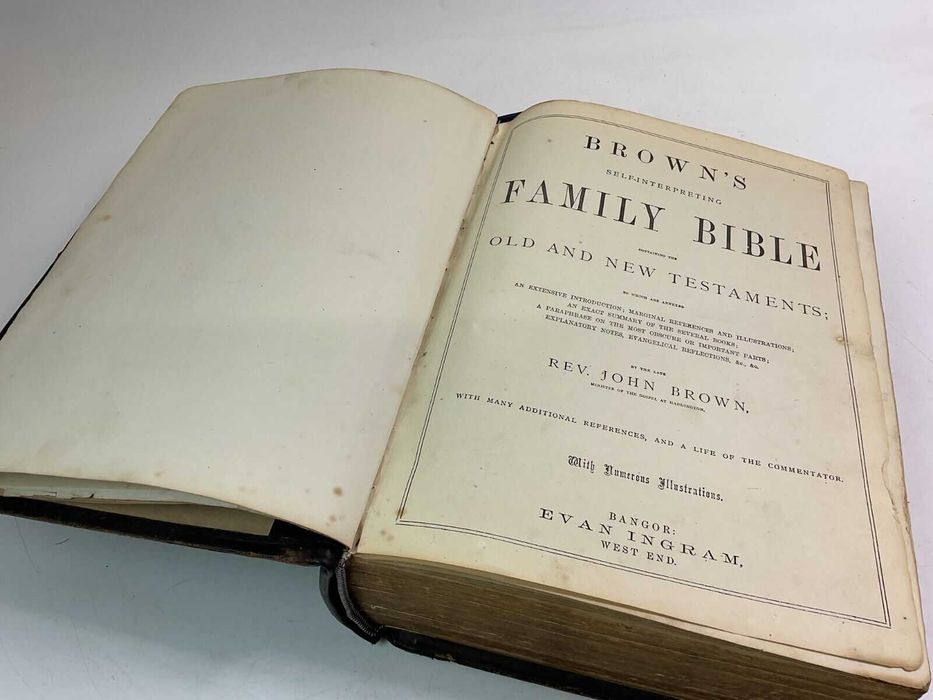 BROWN'S
SELF-INTERPRETING
FAMILY BIBLE
CONTAINING THE
OLD AND NEW TESTAMENTS;
TO WHICH ARE ANNEXED
AN EXTENSIVE INTRODUCTION; MARGINAL REFERENCES AND ILLUSTRATIONS;
AN EXACT SUMMARY OF THE SEVERAL BOOKS;
A PARAPHRASE ON THE MOST OBSCURE OR IMPORTANT PARTS;
EXPLANATORY NOTES, EVANGELICAL REFLECTIONS, &c., &c.
BY THE LATE
REV. JOHN BROWN,
MINISTER OF THE GOSPEL AT HADDINGTON,
WITH MANY ADDITIONAL REFERENCES, AND A LIFE OF THE COMMENTATOR.
With Numerous Illustrations.
BANGOR:
EVAN INGRAM,
WEST END.